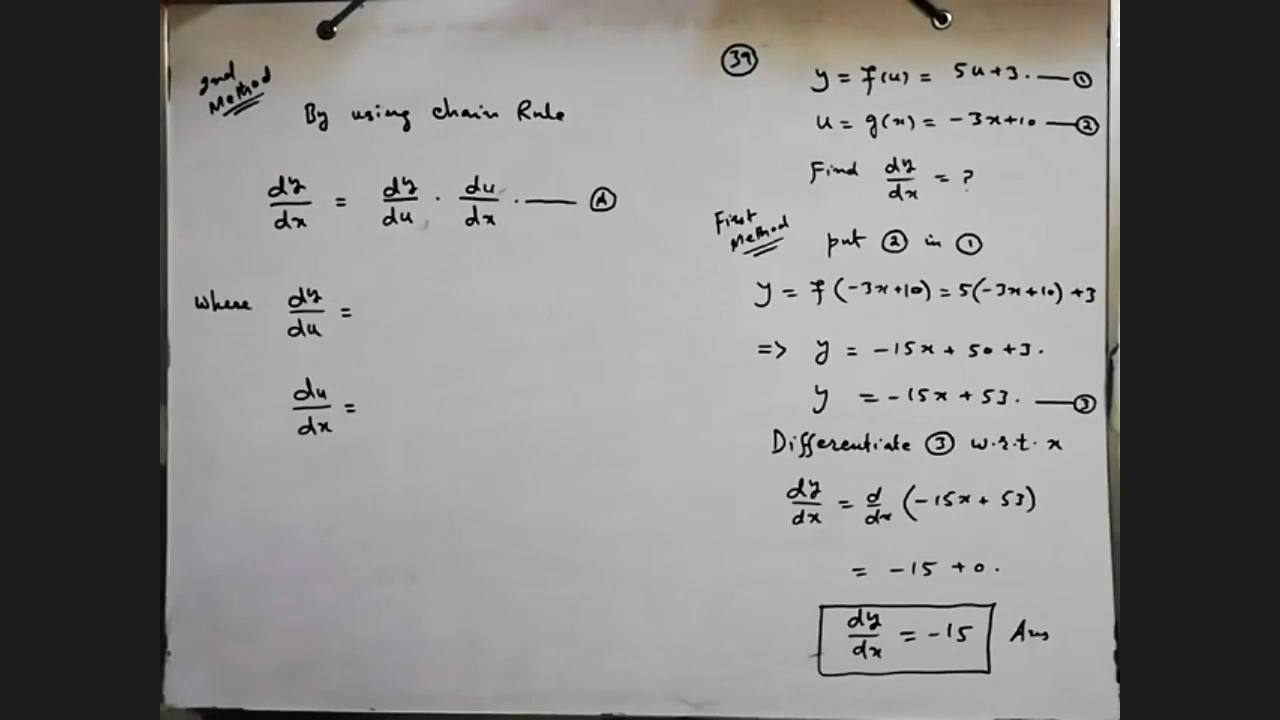 2nd Method
By using chain Rule
dy/dx = dy/du · du/dx . —— Ⓐ
where dy/du =
du/dx =
㊴ y = f(u) = 5u+3. —①
u = g(x) = -3x+10 —②
Find dy/dx = ?
First Method
put ② in ①
y = f(-3x+10) = 5(-3x+10)+3
=> y = -15x + 50 + 3.
y = -15x + 53. —③
Differentiate ③ w.r.t. x
dy/dx = d/dx (-15x + 53)
= -15 + 0.
dy/dx = -15 Ans